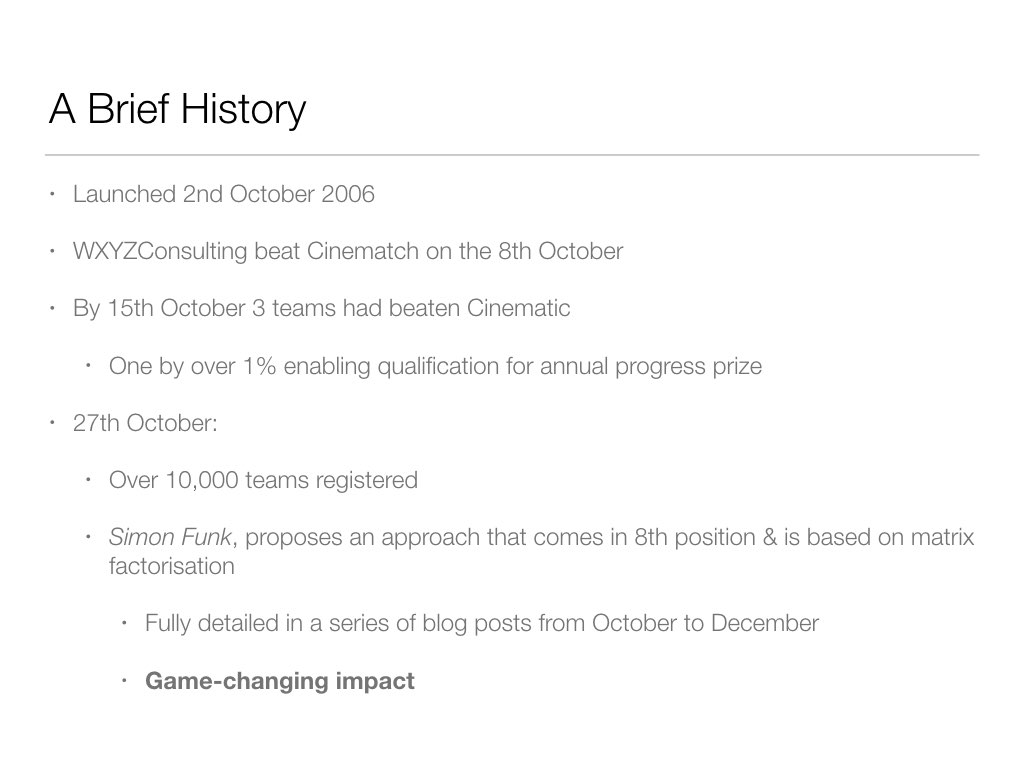 A Brief History
• Launched 2nd October 2006
• WXYZConsulting beat Cinematch on the 8th October
• By 15th October 3 teams had beaten Cinematic
• One by over 1% enabling qualification for annual progress prize
• 27th October:
• Over 10,000 teams registered
• Simon Funk, proposes an approach that comes in 8th position & is based on matrix
factorisation
• Fully detailed in a series of blog posts from October to December
• Game-changing impact